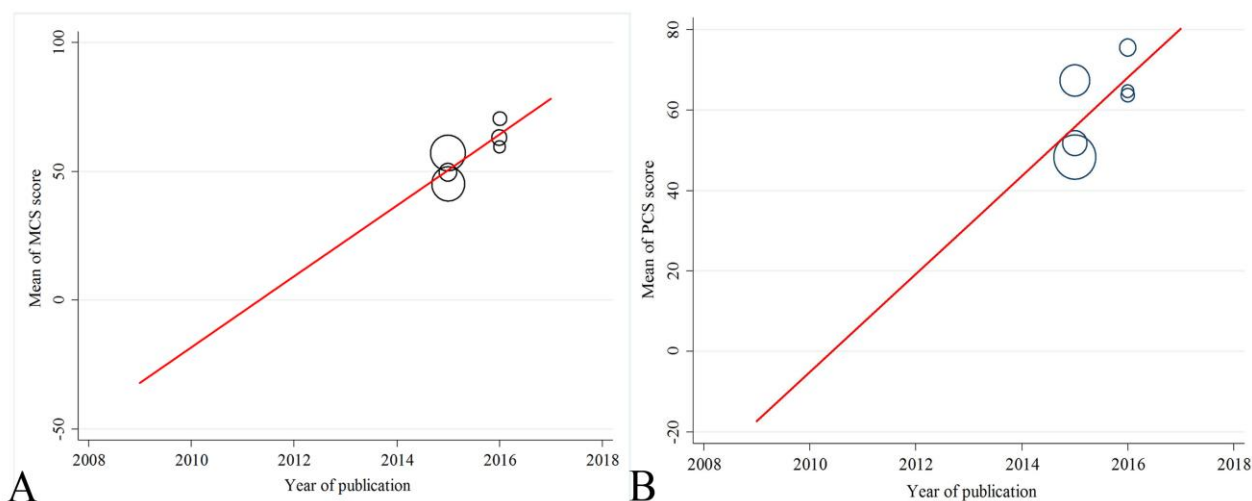 100
50
0
-50
Mean of MCS score
2008 2010 2012 2014 2016 2018
Year of publication
A
80
60
40
20
0
-20
Mean of PCS score
2008 2010 2012 2014 2016 2018
Year of publication
B